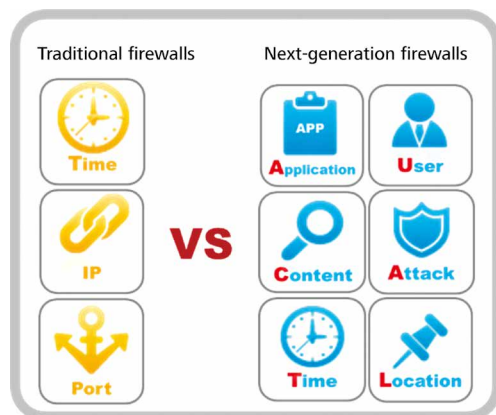 Traditional firewalls
Time
IP
Port
VS
Next-generation firewalls
APP
Application
User
Content
Attack
Time
Location